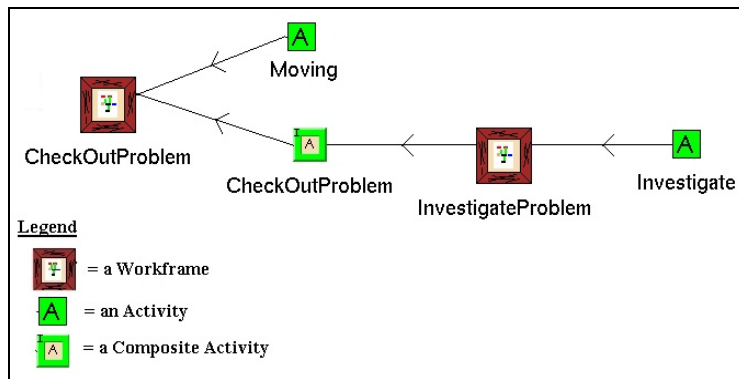 A
Moving
CheckOutProblem
A
CheckOutProblem
InvestigateProblem
A
Investigate
Legend
= a Workframe
A = an Activity
I A = a Composite Activity